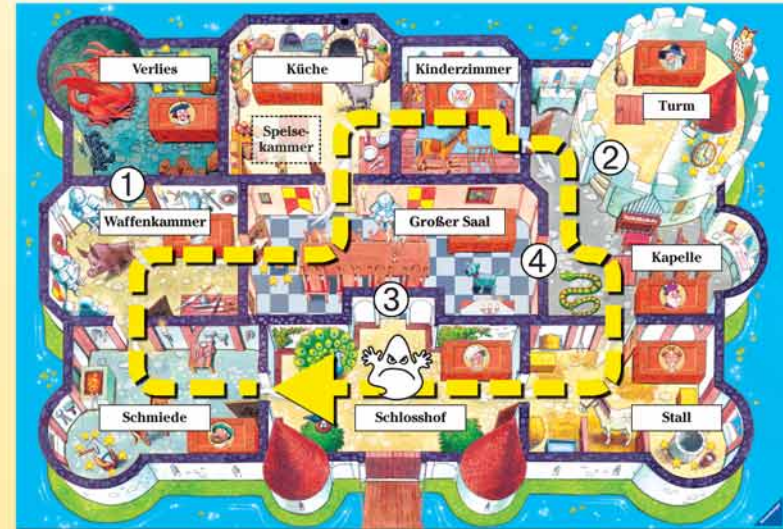 Verlies
Küche
Kinderzimmer
Turm
Speise-
kammer
1
2
Waffenkammer
Großer Saal
Kapelle
4
3
Schmiede
Schlosshof
Stall